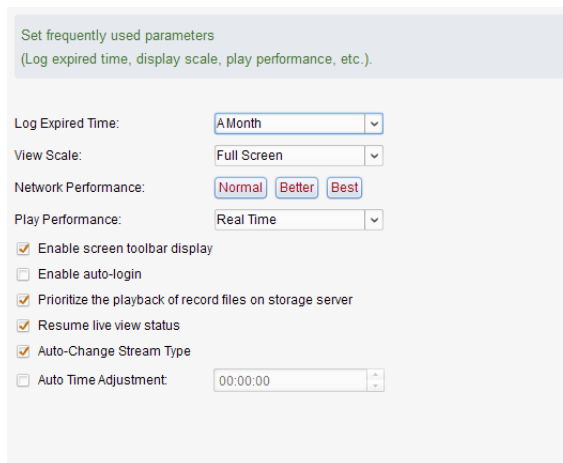 Set frequently used parameters
(Log expired time, display scale, play performance, etc.).
Log Expired Time: A Month
View Scale: Full Screen
Network Performance: Normal Better Best
Play Performance: Real Time
Enable screen toolbar display
Enable auto-login
Prioritize the playback of record files on storage server
Resume live view status
Auto-Change Stream Type
Auto Time Adjustment: 00:00:00